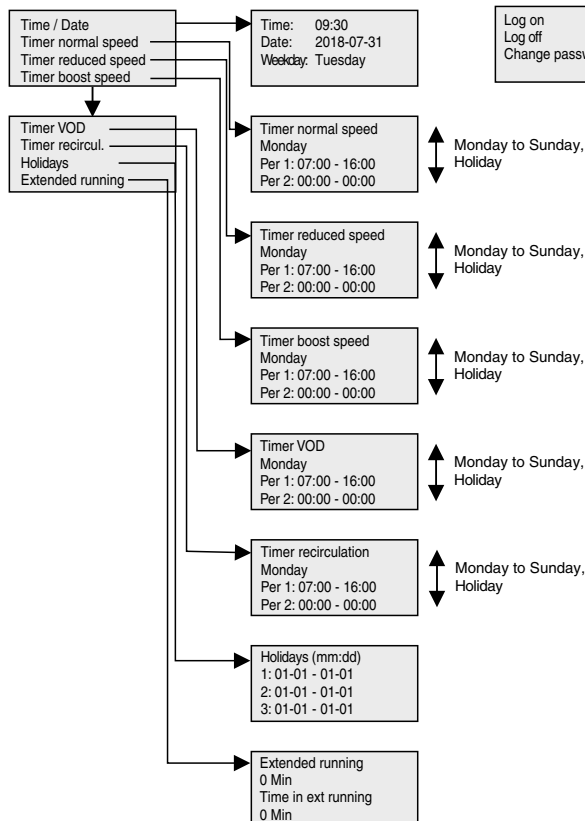 Time / Date
Timer normal speed
Timer reduced speed
Timer boost speed
Time: 09:30
Date: 2018-07-31
Weekday: Tuesday
Log on
Log off
Timer VOD
Timer recircul.
Holidays
Extended running
Timer normal speed
Monday
Per 1: 07:00 - 16:00
Per 2: 00:00 - 00:00
Monday to Sunday,
Holiday
Timer reduced speed
Monday
Per 1: 07:00 - 16:00
Per 2: 00:00 - 00:00
Monday to Sunday,
Holiday
Timer boost speed
Monday
Per 1: 07:00 - 16:00
Per 2: 00:00 - 00:00
Monday to Sunday,
Holiday
Timer VOD
Monday
Per 1: 07:00 - 16:00
Per 2: 00:00 - 00:00
Monday to Sunday,
Holiday
Timer recirculation
Monday
Per 1: 07:00 - 16:00
Per 2: 00:00 - 00:00
Monday to Sunday,
Holiday
Holidays (mm:dd)
1: 01-01 - 01-01
2: 01-01 - 01-01
3: 01-01 - 01-01
Extended running
0 Min
Time in ext running
0 Min
Change